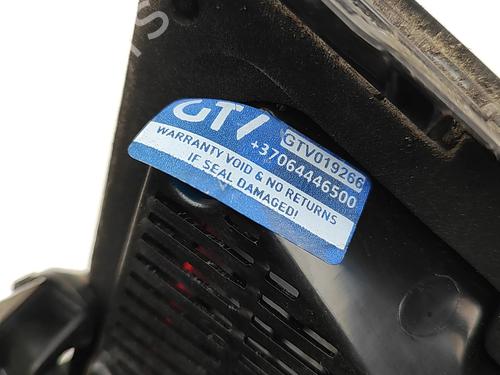 GTV
GTV019266
+37064446500
WARRANTY VOID & NO RETURNS
IF SEAL DAMAGED!